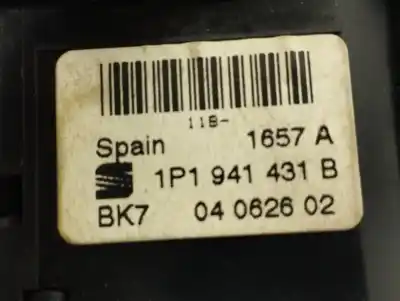 11B-
Spain 1657 A
1P1 941 431 B
BK7 04 0626 02